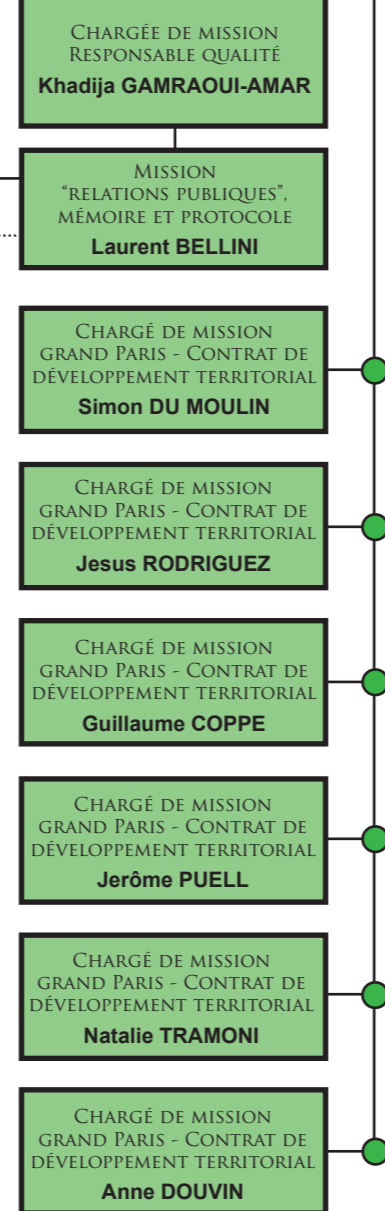 Chargée de mission
Responsable qualité
Khadija GAMRAOUI-AMAR
Mission
“relations publiques”,
mémoire et protocole
Laurent BELLINI
Chargé de mission
grand Paris - Contrat de
développement territorial
Simon DU MOULIN
Chargé de mission
grand Paris - Contrat de
développement territorial
Jesus RODRIGUEZ
Chargé de mission
grand Paris - Contrat de
développement territorial
Guillaume COPPE
Chargé de mission
grand Paris - Contrat de
développement territorial
Jerôme PUELL
Chargé de mission
grand Paris - Contrat de
développement territorial
Natalie TRAMONI
Chargé de mission
grand Paris - Contrat de
développement territorial
Anne DOUVIN